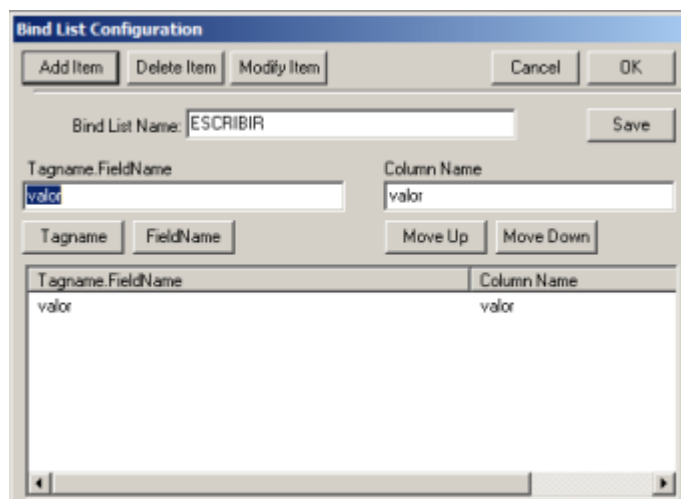 Bind List Configuration
Add Item Delete Item Modify Item Cancel OK
Bind List Name: ESCRIBIR Save
Tagname.FieldName Column Name
valor valor
Tagname FieldName Move Up Move Down
Tagname.FieldName Column Name
valor valor